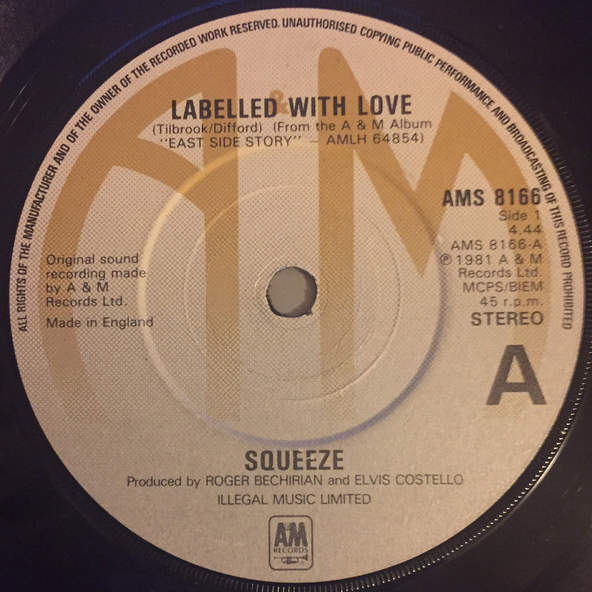 ALL RIGHTS OF THE MANUFACTURER AND OF THE OWNER OF THE RECORDED WORK RESERVED. UNAUTHORISED COPYING PUBLIC PERFORMANCE AND BROADCASTING OF THIS RECORD PROHIBITED
A&M
LABELLED WITH LOVE
(Tilbrook/Difford) (From the A & M Album
"EAST SIDE STORY" – AMLH 64854)
AMS 8166
Side 1
4.44
AMS 8166-A
℗ 1981 A & M
Records Ltd.
MCPS/BIEM
45 r.p.m.
STEREO
A
Original sound
recording made
by A & M
Records Ltd.
Made in England
SQUEEZE
Produced by ROGER BECHIRIAN and ELVIS COSTELLO
ILLEGAL MUSIC LIMITED
AM
RECORDS